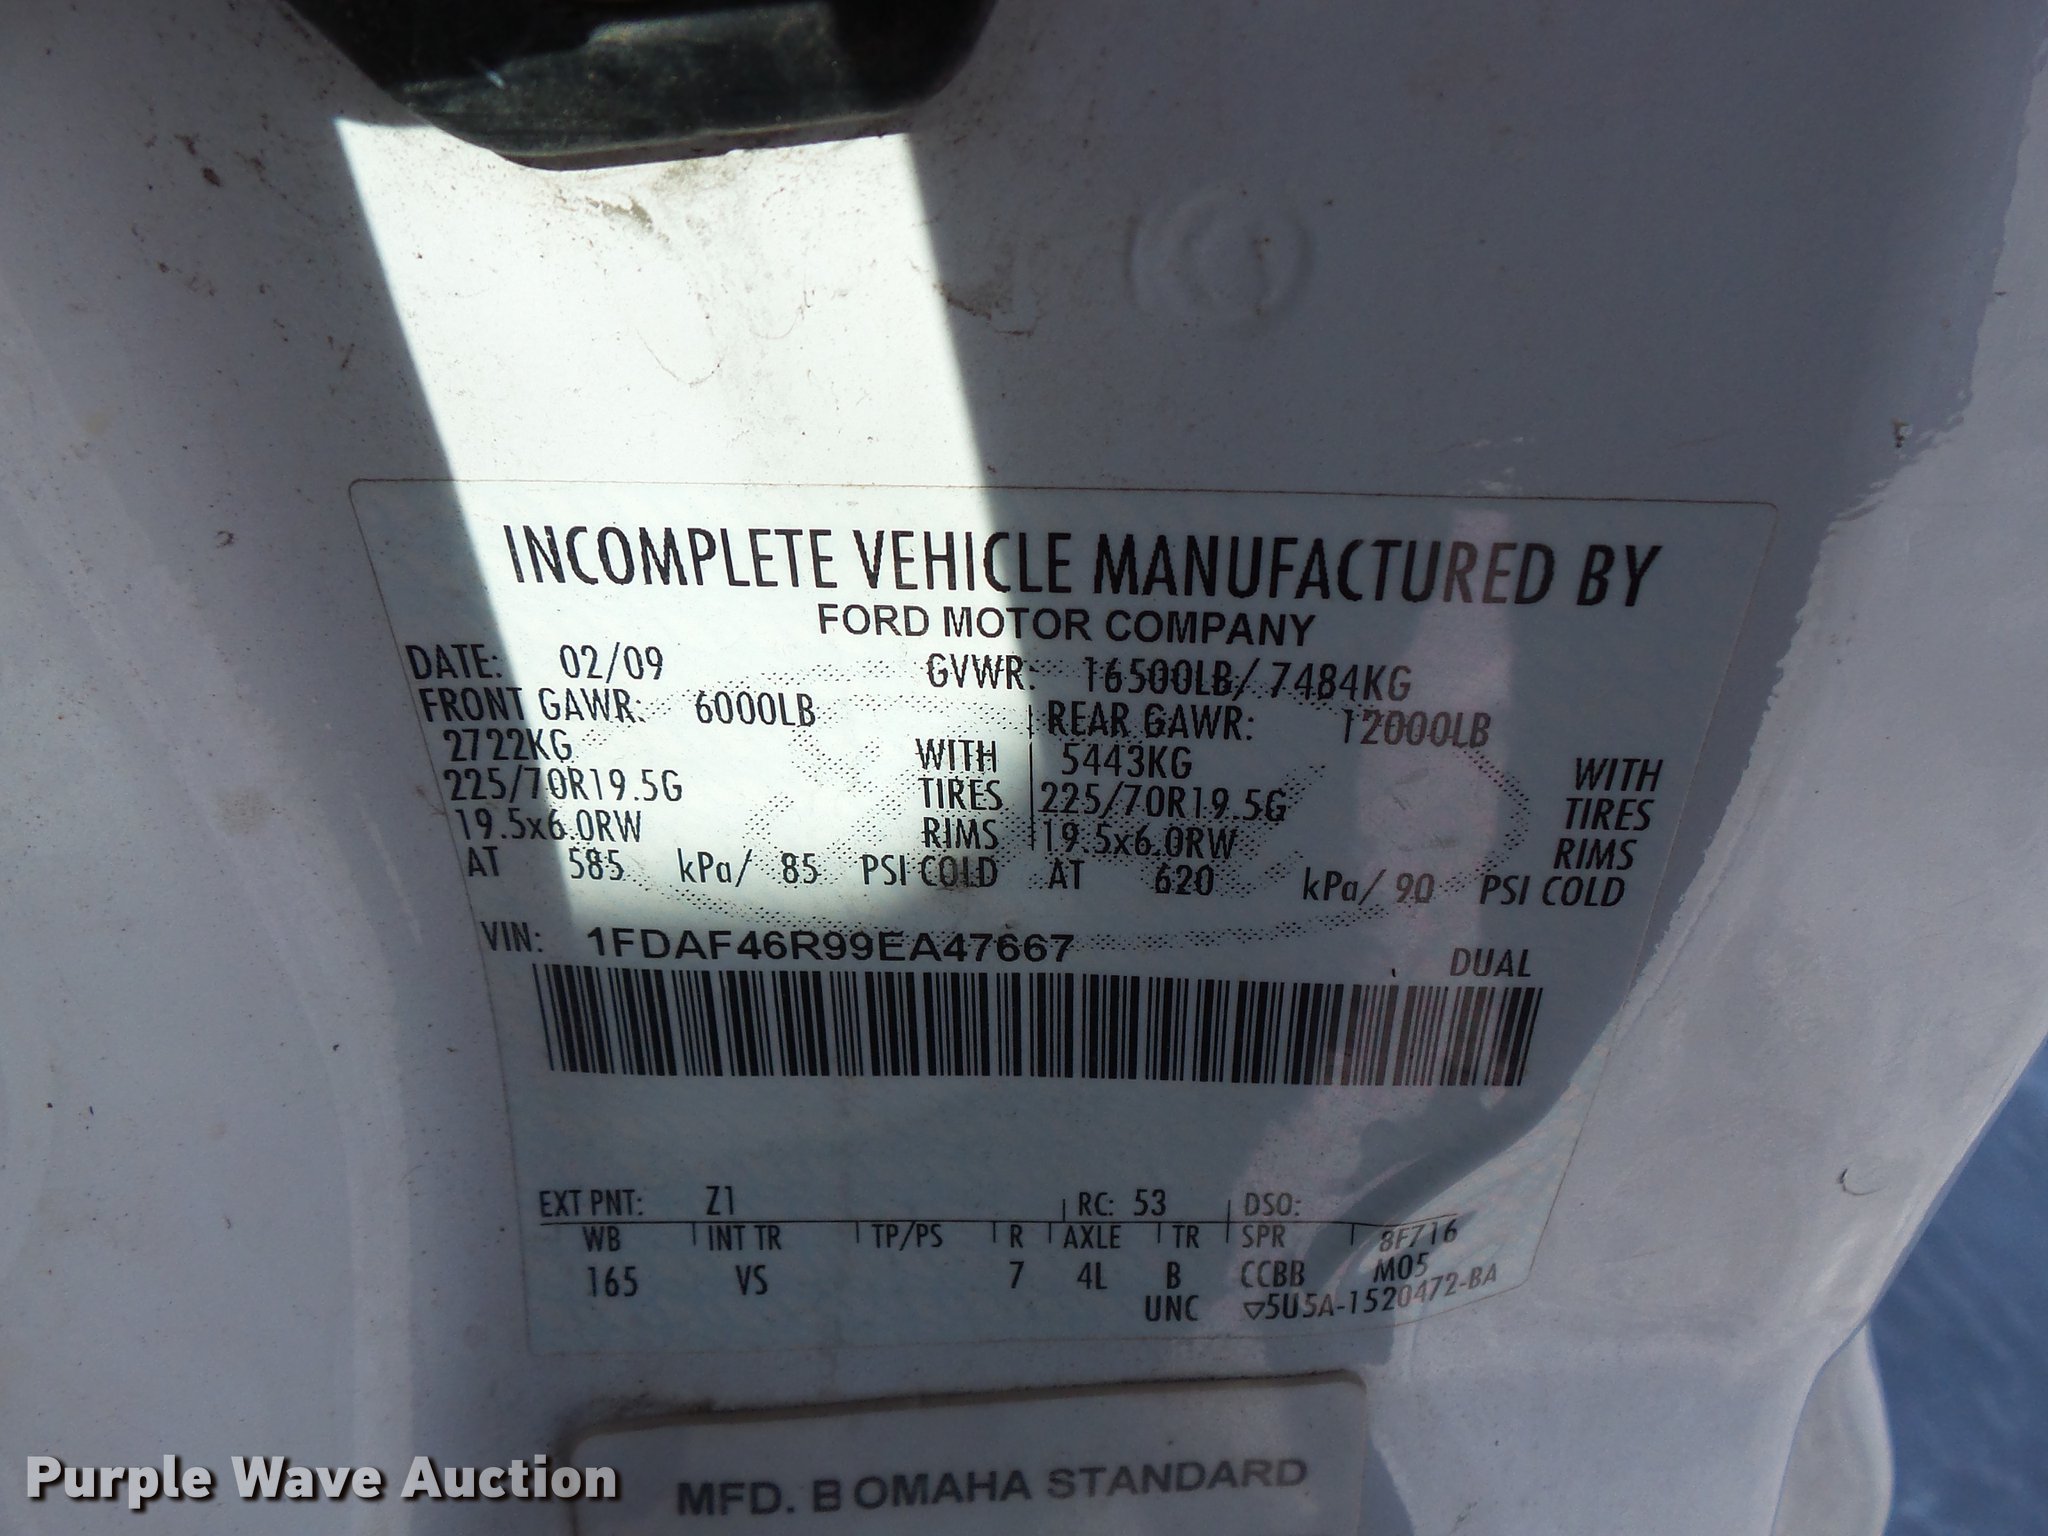 INCOMPLETE VEHICLE MANUFACTURED BY
FORD MOTOR COMPANY
DATE: 02/09 GVWR: 16500LB/ 7484KG
FRONT GAWR: 6000LB REAR GAWR: 12000LB
2722KG WITH 5443KG WITH
225/70R19.5G TIRES 225/70R19.5G TIRES
19.5x6.0RW RIMS 19.5x6.0RW RIMS
AT 585 kPa/ 85 PSI COLD AT 620 kPa/ 90 PSI COLD
VIN: 1FDAF46R99EA47667 DUAL
EXT PNT: Z1 RC: 53 DSO:
WB INT TR TP/PS R AXLE TR SPR 8F716
165 VS 7 4L B CCBB M05
UNC ▽5U5A-1520472-BA
MFD. B OMAHA STANDARD
Purple Wave Auction